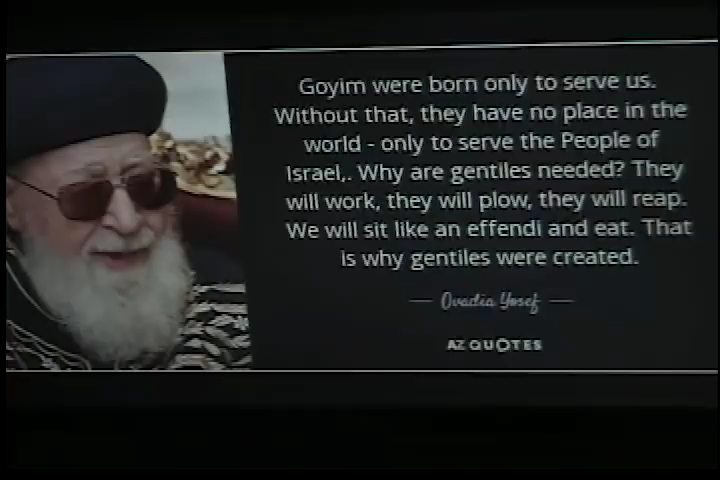 Goyim were born only to serve us.
Without that, they have no place in the
world - only to serve the People of
Israel,. Why are gentiles needed? They
will work, they will plow, they will reap.
We will sit like an effendi and eat. That
is why gentiles were created.
— Ovadia Yosef —
AZ QUOTES